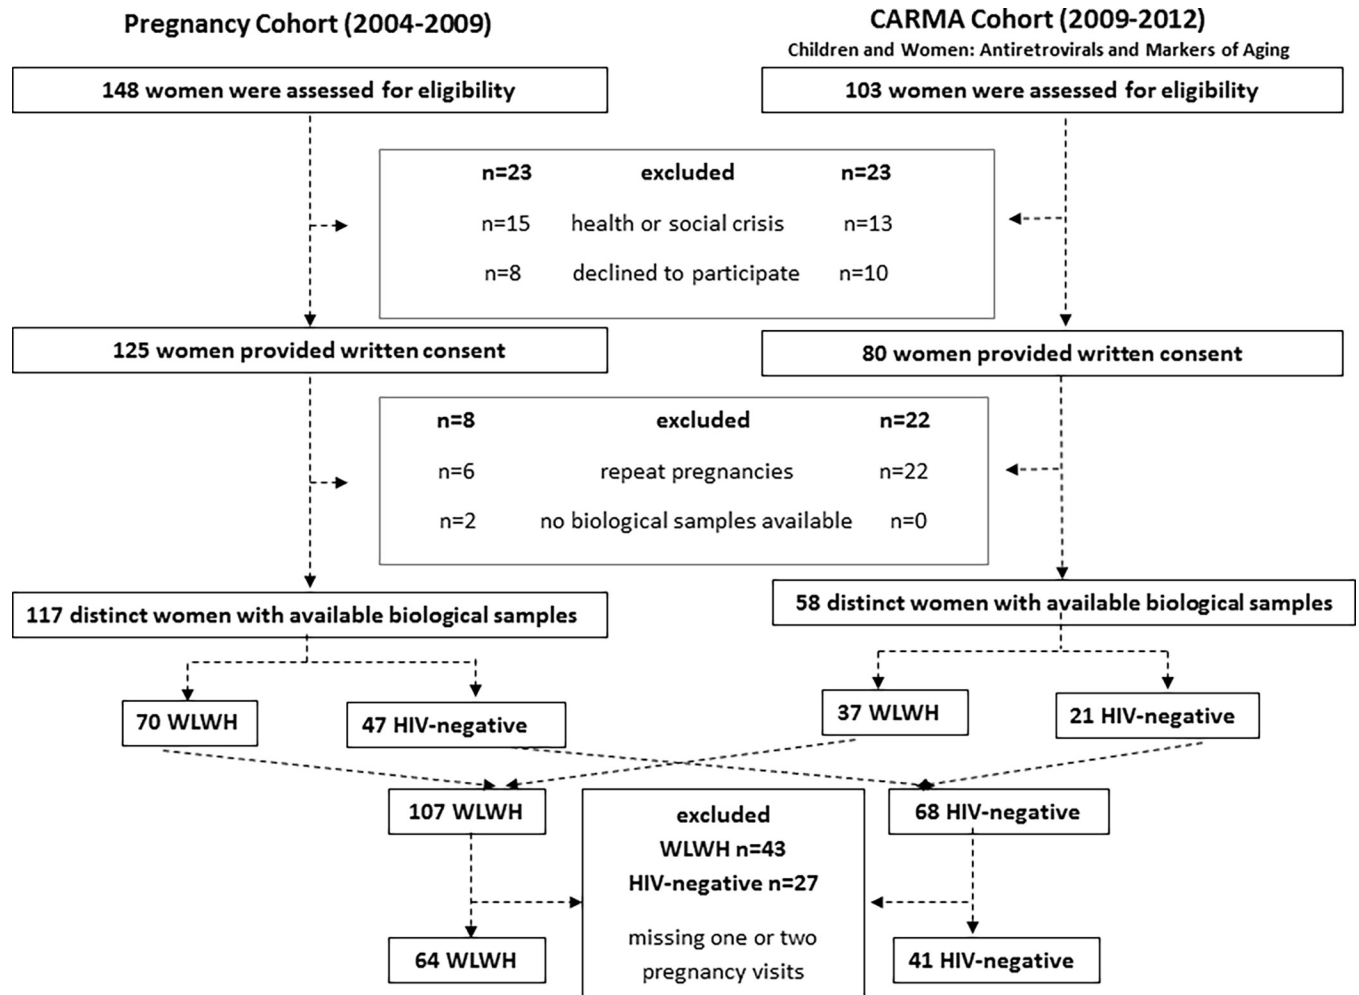 Pregnancy Cohort (2004-2009)
CARMA Cohort (2009-2012)
Children and Women: Antiretrovirals and Markers of Aging
148 women were assessed for eligibility
103 women were assessed for eligibility
n=23 excluded n=23
n=15 health or social crisis n=13
n=8 declined to participate n=10
125 women provided written consent
80 women provided written consent
n=8 excluded n=22
n=6 repeat pregnancies n=22
n=2 no biological samples available n=0
117 distinct women with available biological samples
58 distinct women with available biological samples
70 WLWH
47 HIV-negative
37 WLWH
21 HIV-negative
107 WLWH
68 HIV-negative
excluded
WLWH n=43
HIV-negative n=27
missing one or two
pregnancy visits
64 WLWH
41 HIV-negative